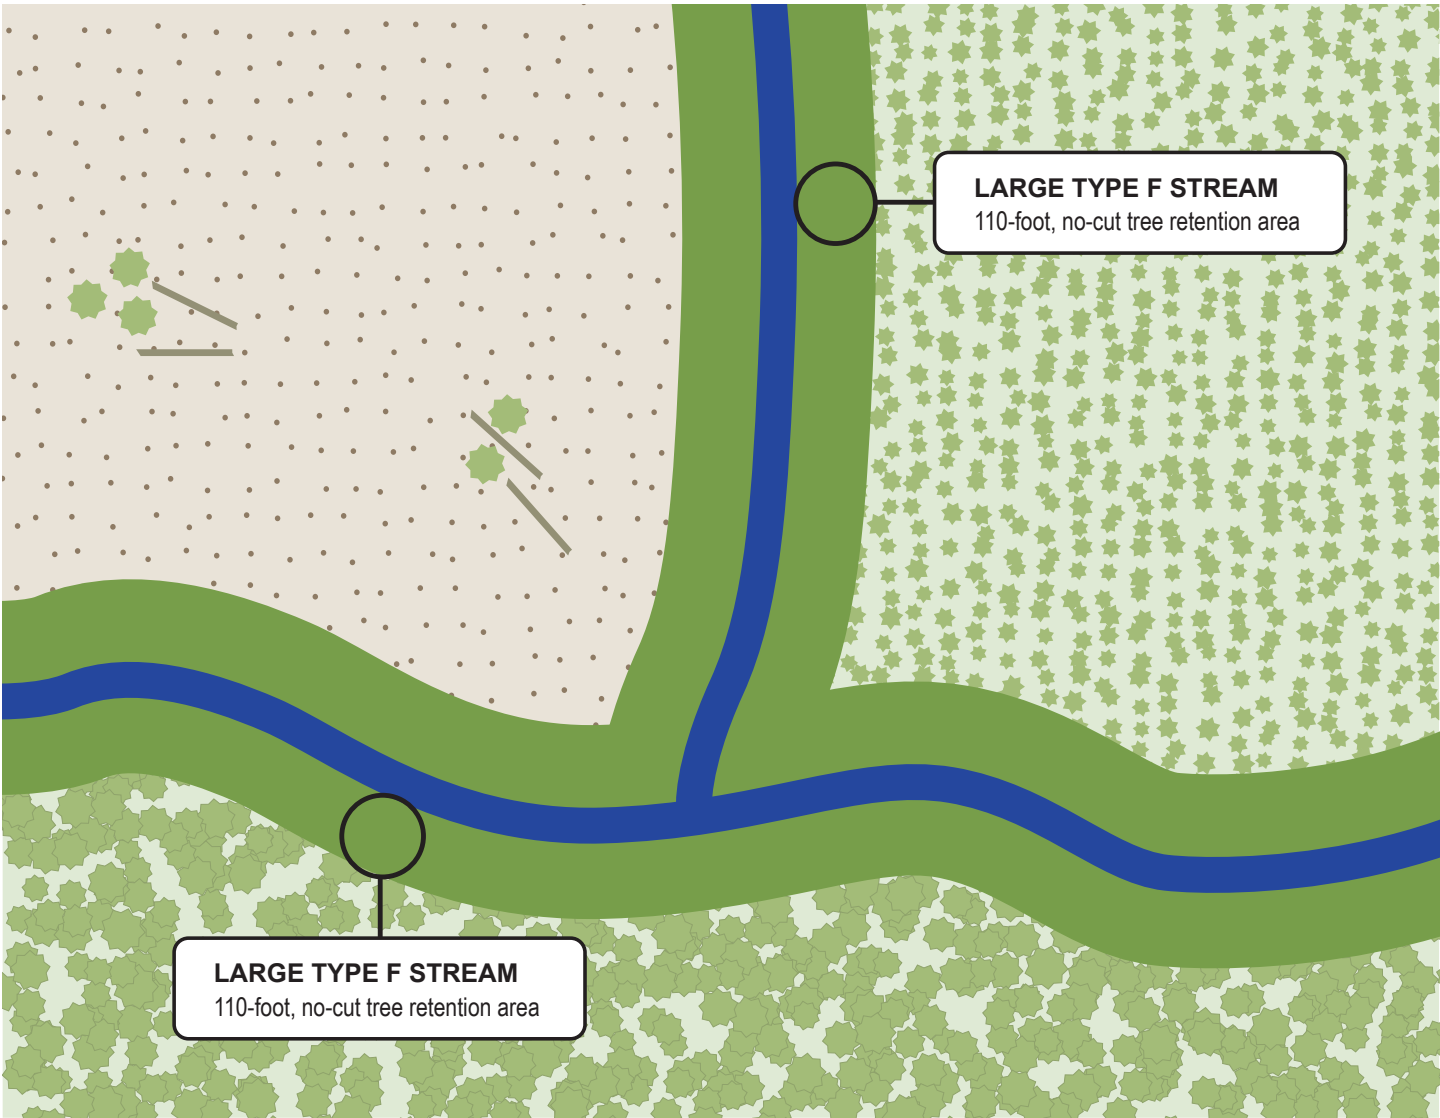 LARGE TYPE F STREAM
110-foot, no-cut tree retention area
LARGE TYPE F STREAM
110-foot, no-cut tree retention area